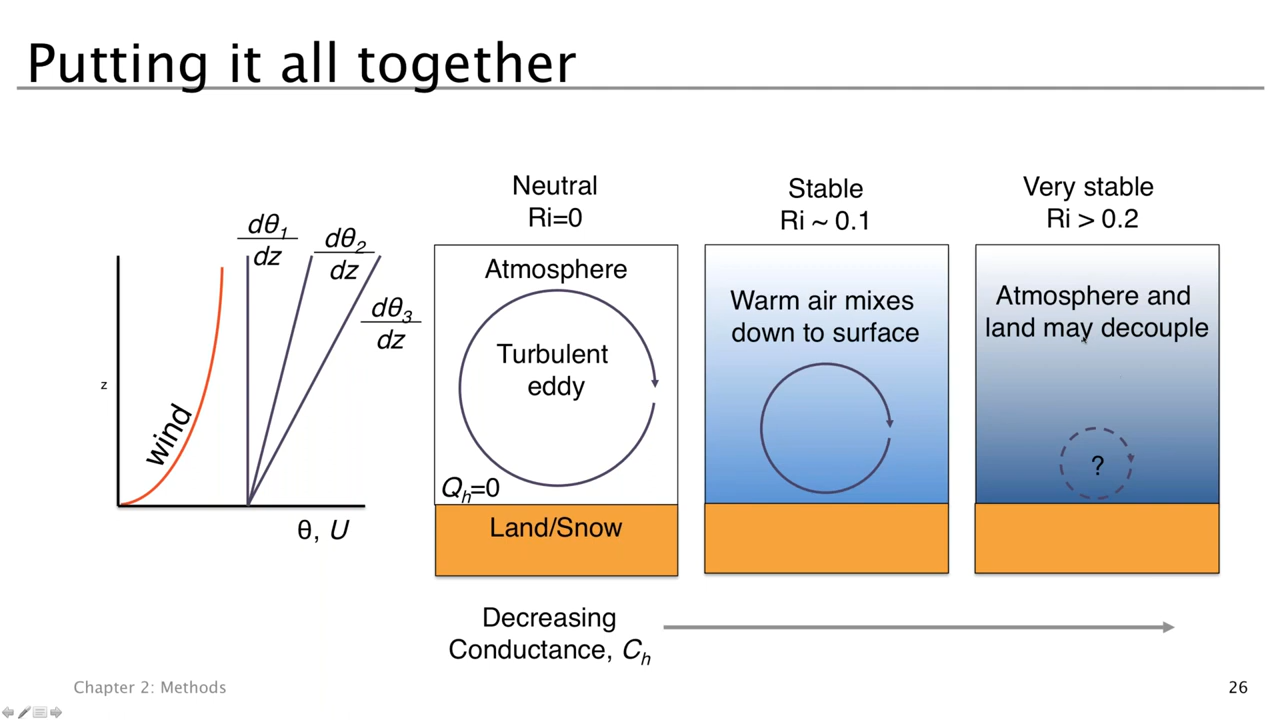 Putting it all together
z
wind
dθ₁
dz
dθ₂
dz
dθ₃
dz
θ, U
Neutral
Ri=0
Atmosphere
Turbulent
eddy
Qₕ=0
Land/Snow
Stable
Ri ~ 0.1
Warm air mixes
down to surface
Very stable
Ri > 0.2
Atmosphere and
land may decouple
?
Decreasing
Conductance, Cₕ
Chapter 2: Methods
26